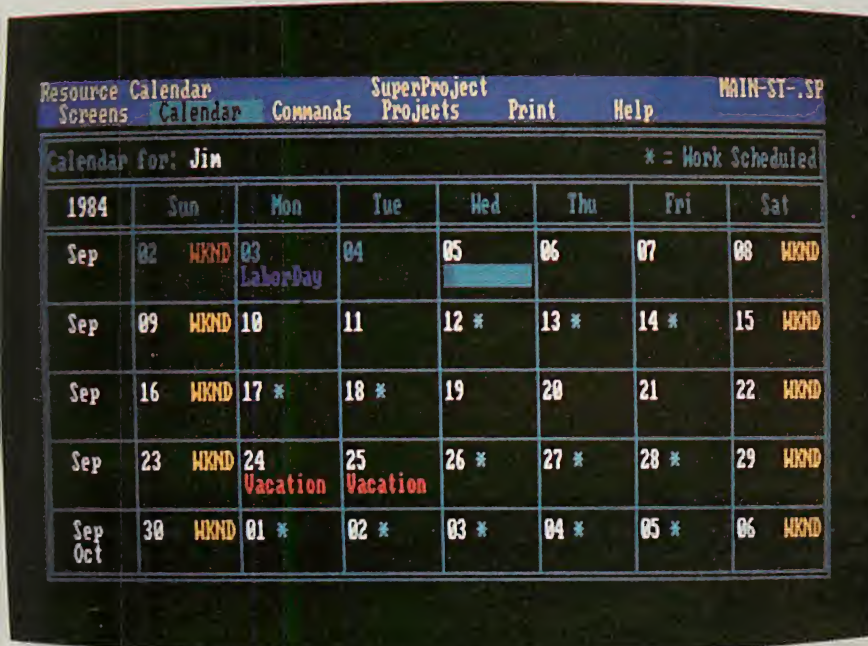 Resource Calendar SuperProject MAIN-ST-.SP
Screens Calendar Commands Projects Print Help
Calendar for: Jim * = Work Scheduled
1984 Sun Mon Tue Wed Thu Fri Sat
Sep 02 WKND 03 04 05 06 07 08 WKND
LaborDay
Sep 09 WKND 10 11 12 * 13 * 14 * 15 WKND
Sep 16 WKND 17 * 18 * 19 20 21 22 WKND
Sep 23 WKND 24 25 26 * 27 * 28 * 29 WKND
Vacation Vacation
Sep 30 WKND 01 * 02 * 03 * 04 * 05 * 06 WKND
Oct